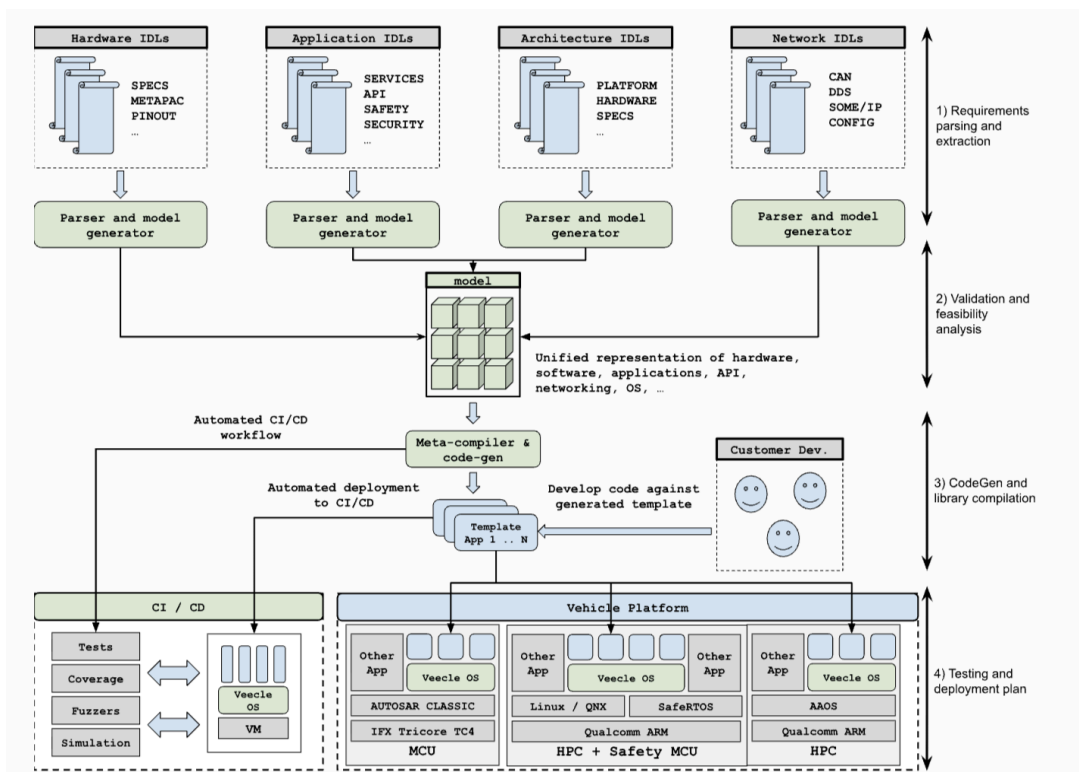 Hardware IDLs
SPECS
METAPAC
PINOUT
…
Application IDLs
SERVICES
API
SAFETY
SECURITY
…
Architecture IDLs
PLATFORM
HARDWARE
SPECS
…
Network IDLs
CAN
DDS
SOME/IP
CONFIG
1) Requirements
parsing and
extraction
Parser and model
generator
Parser and model
generator
Parser and model
generator
Parser and model
generator
model
2) Validation and
feasibility
analysis
Unified representation of hardware,
software, applications, API,
networking, OS, …
Automated CI/CD
workflow
Meta-compiler &
code-gen
Customer Dev.
3) CodeGen and
library compilation
Automated deployment
to CI/CD
Develop code against
generated template
Template
App 1 .. N
CI / CD
Tests
Coverage
Fuzzers
Simulation
Veecle
OS
VM
Vehicle Platform
Other
App
Veecle OS
AUTOSAR CLASSIC
IFX Tricore TC4
MCU
Other
App
Veecle OS
Other
App
Linux / QNX
SafeRTOS
Qualcomm ARM
HPC + Safety MCU
Other
App
Veecle OS
AAOS
Qualcomm ARM
HPC
4) Testing and
deployment plan